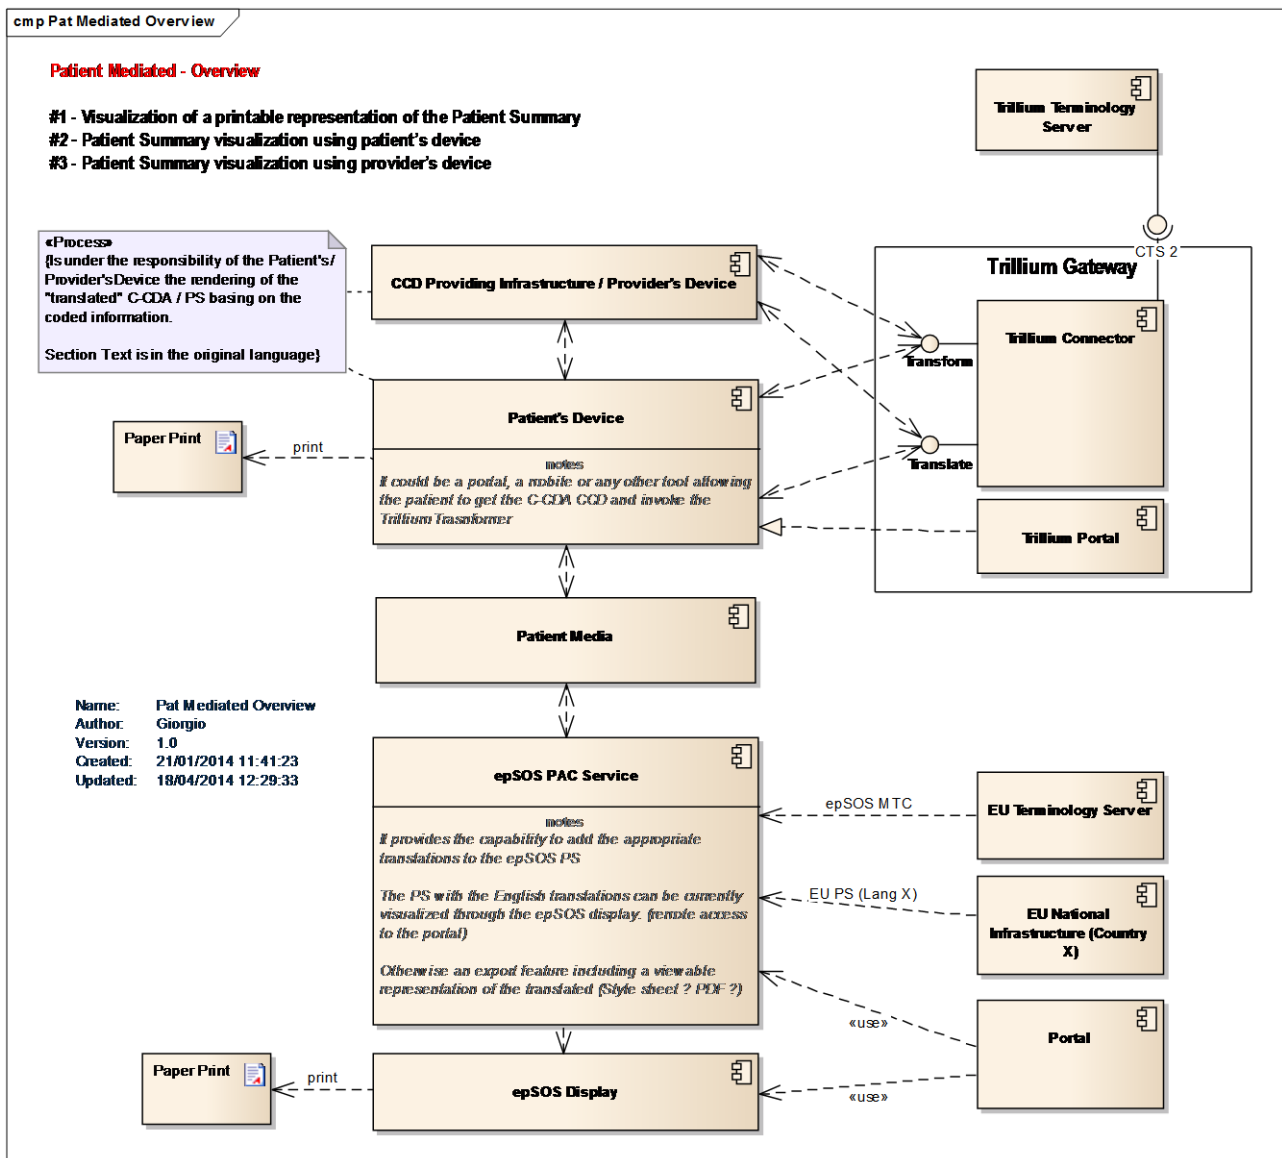 cmp Pat Mediated Overview
Patient Mediated - Overview
#1 - Visualization of a printable representation of the Patient Summary
#2 - Patient Summary visualization using patient's device
#3 - Patient Summary visualization using provider's device
Trillium Terminology
Server
CTS 2
«Process»
{Is under the responsibility of the Patient's/
Provider'sDevice the rendering of the
"translated" C-CDA / PS basing on the
coded information.
Section Text is in the original language}
CCD Providing Infrastructure / Provider's Device
Trillium Gateway
Trillium Connector
Transform
Translate
Patient's Device
notes
It could be a portal, a mobile or any other tool allowing
the patient to get the C-CDA CCD and invoke the
Trillium Trasnformer
Paper Print
print
Trillium Portal
Patient Media
Name: Pat Mediated Overview
Author: Giorgio
Version: 1.0
Created: 21/01/2014 11:41:23
Updated: 18/04/2014 12:29:33
epSOS PAC Service
notes
It provides the capability to add the appropriate
translations to the epSOS PS
The PS with the English translations can be currently
visualized through the epSOS display. (remote access
to the portal)
Otherwise an export feature including a viewable
representation of the translated (Style sheet ? PDF ?)
epSOS MTC
EU Terminology Server
EU PS (Lang X)
EU National
Infrastructure (Country
X)
«use»
Portal
«use»
Paper Print
print
epSOS Display